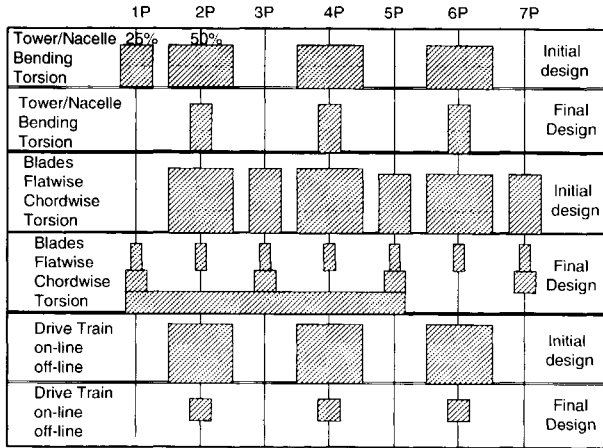 1P 2P 3P 4P 5P 6P 7P
Tower/Nacelle 25% 50%
Bending Initial
Torsion design
Tower/Nacelle Final
Bending Design
Torsion
Blades
Flatwise Initial
Chordwise design
Torsion
Blades
Flatwise Final
Chordwise Design
Torsion
Drive Train Initial
on-line design
off-line
Drive Train Final
on-line Design
off-line